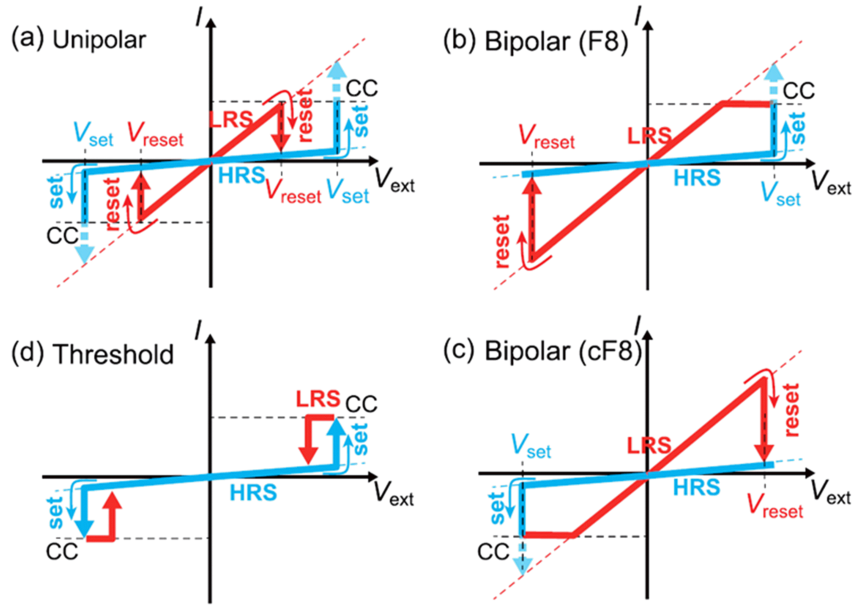 (a) Unipolar
I
CC
LRS
reset
set
Vset
Vreset
HRS
Vext
set
reset
Vreset
Vset
CC
(b) Bipolar (F8)
I
CC
Vreset
LRS
set
HRS
Vext
Vset
reset
(d) Threshold
I
LRS
CC
set
HRS
Vext
set
CC
(c) Bipolar (cF8)
I
LRS
reset
Vset
HRS
Vext
set
Vreset
CC